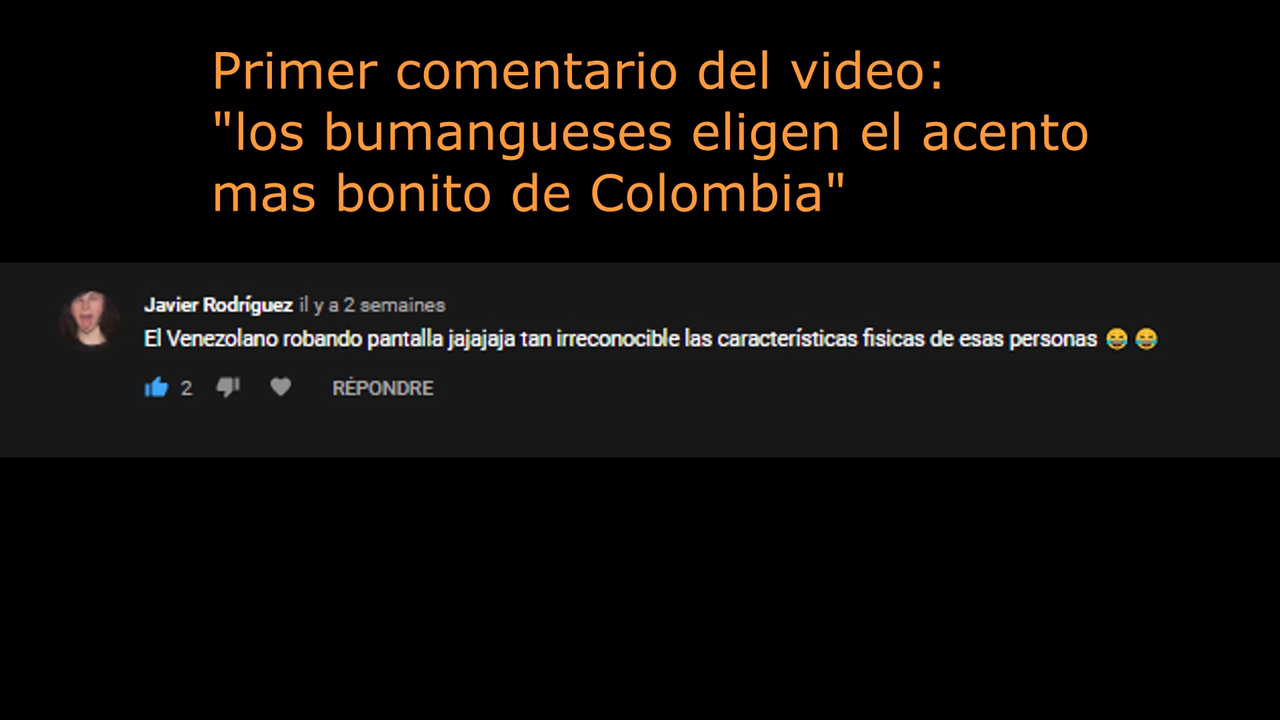 Primer comentario del video:
"los bumangueses eligen el acento
mas bonito de Colombia"
Javier Rodríguez il y a 2 semaines
El Venezolano robando pantalla jajajaja tan irreconocible las características fisicas de esas personas 😂 😂
2 RÉPONDRE